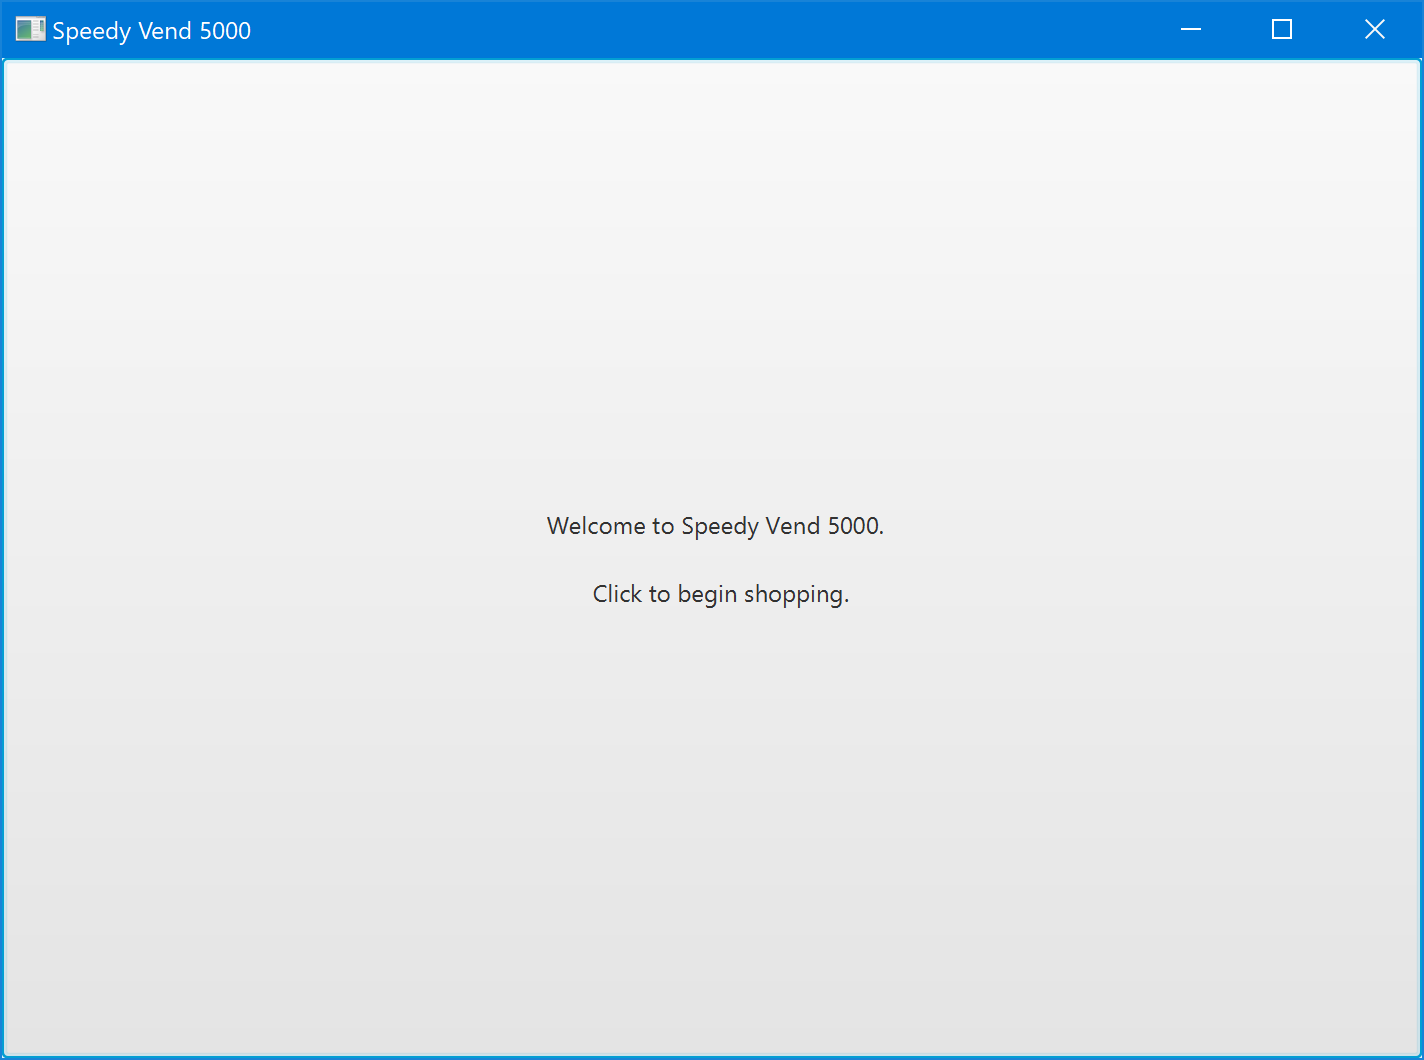 Speedy Vend 5000
Welcome to Speedy Vend 5000.
Click to begin shopping.